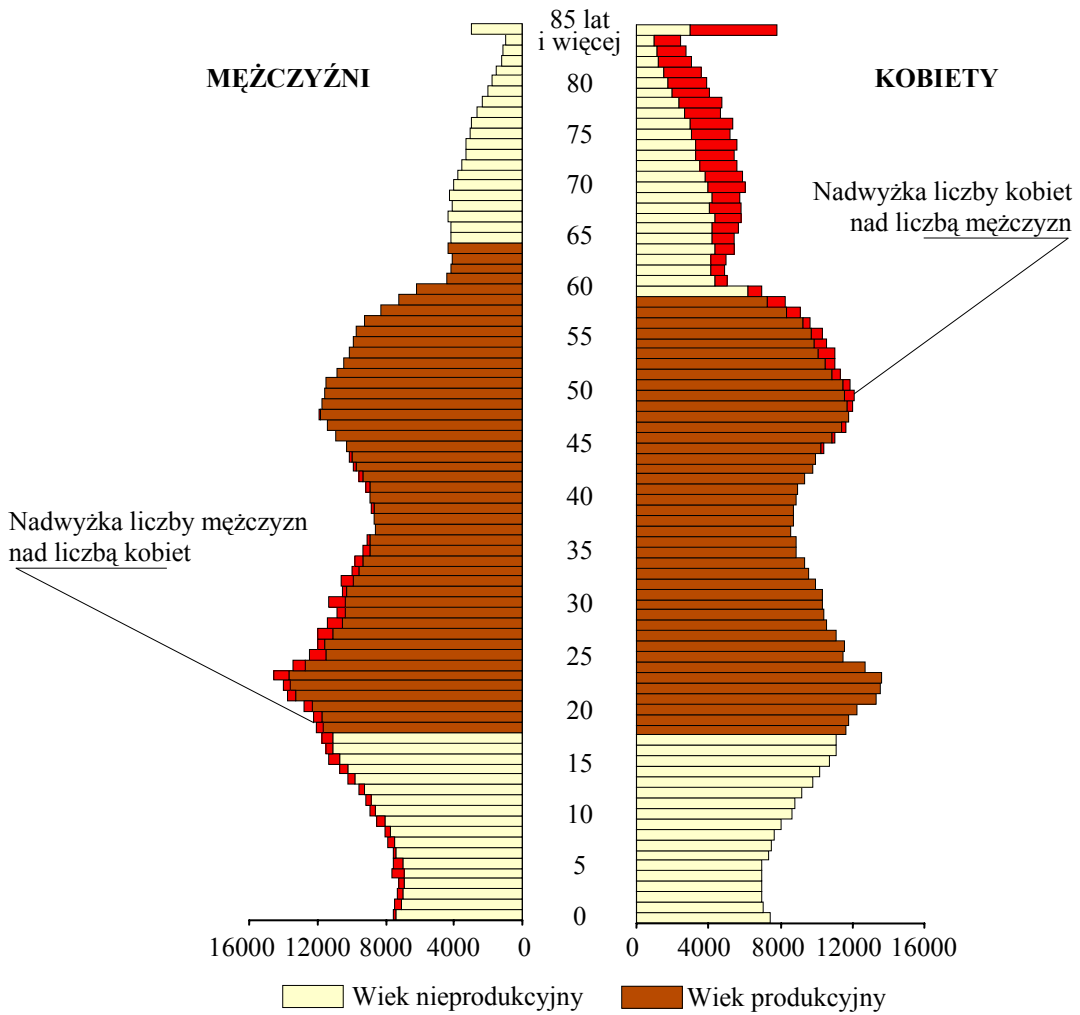 85 lat
i więcej
MĘŻCZYŹNI
KOBIETY
80
75
Nadwyżka liczby kobiet
nad liczbą mężczyzn
70
65
60
55
50
45
40
Nadwyżka liczby mężczyzn
nad liczbą kobiet
35
30
25
20
15
10
5
0
16000 12000 8000 4000 0
0 4000 8000 12000 16000
Wiek nieprodukcyjny
Wiek produkcyjny